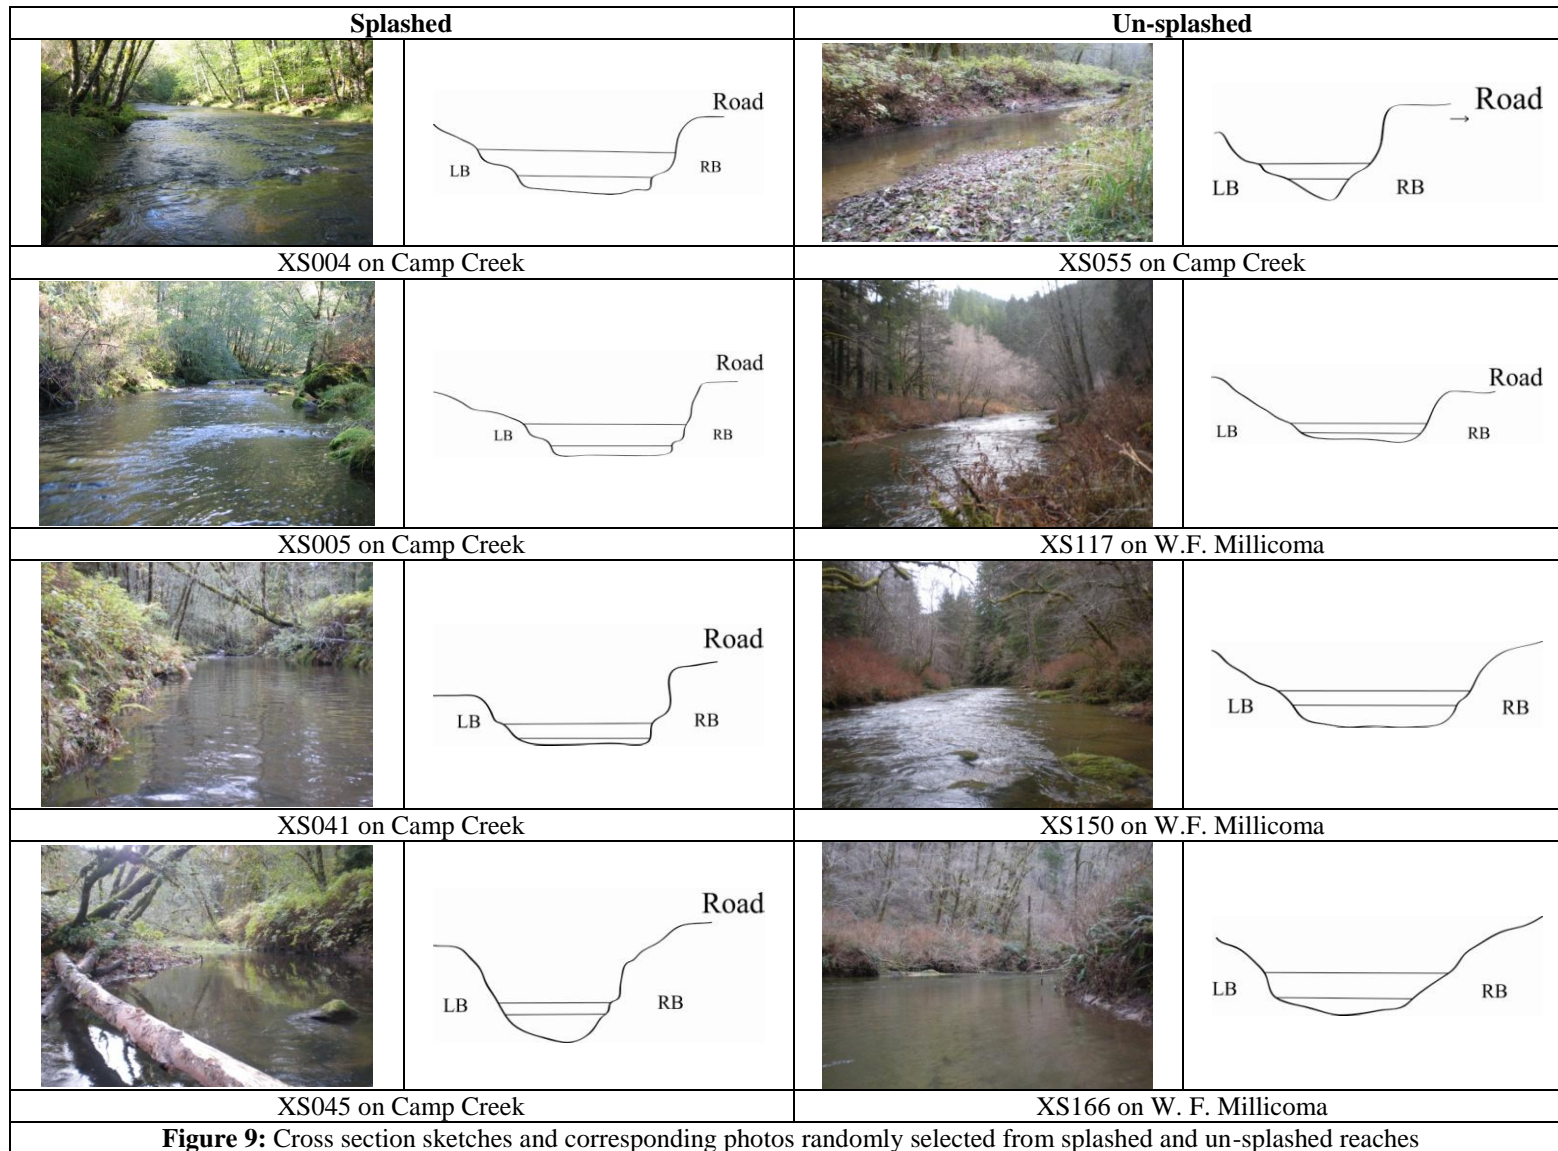 Splashed
Un-splashed
Road
LB
RB
Road
LB
RB
XS004 on Camp Creek
XS055 on Camp Creek
Road
LB
RB
Road
LB
RB
XS005 on Camp Creek
XS117 on W.F. Millicoma
Road
LB
RB
LB
RB
XS041 on Camp Creek
XS150 on W.F. Millicoma
Road
LB
RB
LB
RB
XS045 on Camp Creek
XS166 on W. F. Millicoma
Figure 9: Cross section sketches and corresponding photos randomly selected from splashed and un-splashed reaches